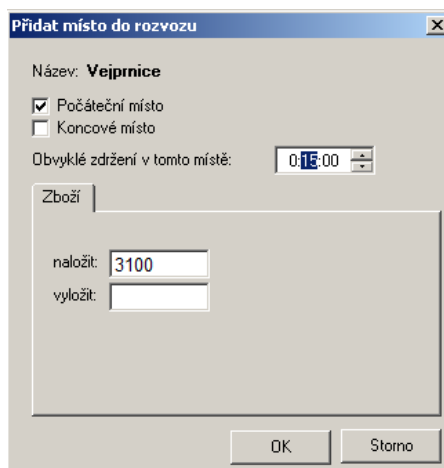 Přidat místo do rozvozu
Název: Vejprnice
Počáteční místo
Koncové místo
Obvyklé zdržení v tomto místě: 0:15:00
Zboží
naložit: 3100
vyložit:
OK Storno